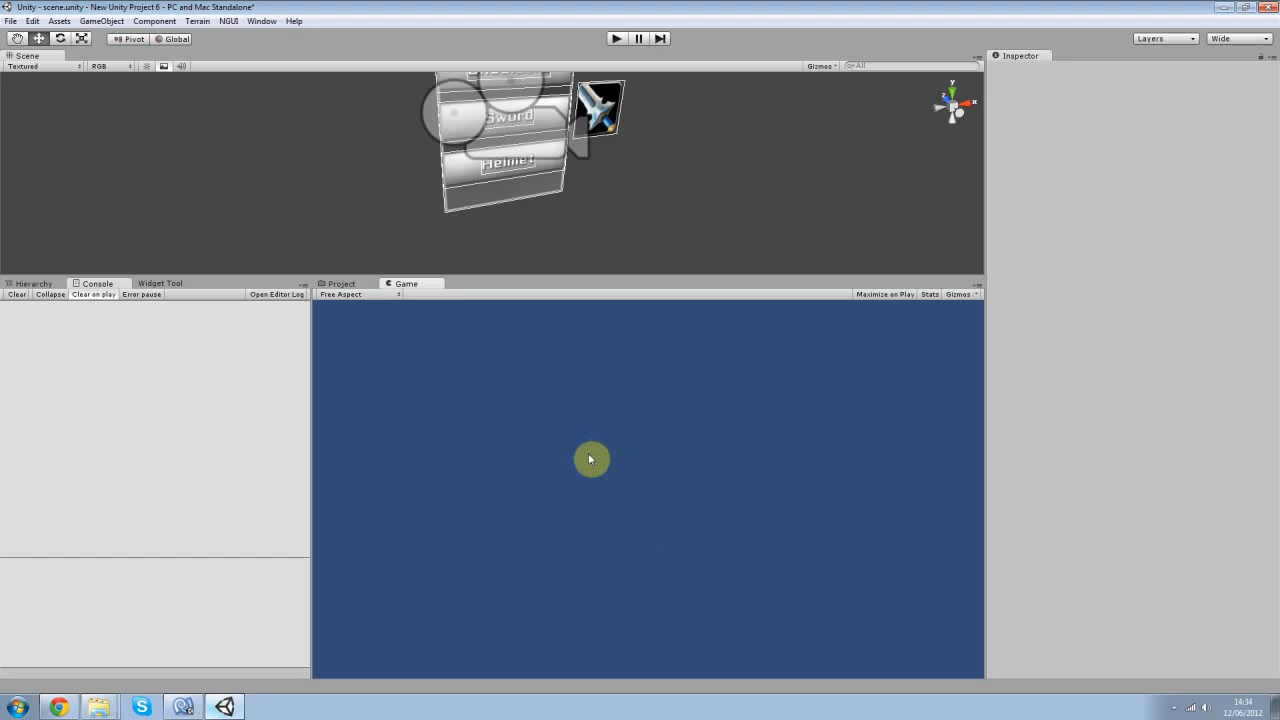 Unity - scene.unity - New Unity Project 6 - PC and Mac Standalone*
File Edit Assets GameObject Component Terrain NGUI Window Help
Pivot Global Layers Wide
Scene Inspector
Textured RGB Gizmos All
y
x
z
Sword
Helmet
Hierarchy Console Widget Tool Project Game
Clear Collapse Clear on play Error pause Open Editor Log Free Aspect Maximize on Play Stats Gizmos
14:34
12/06/2012